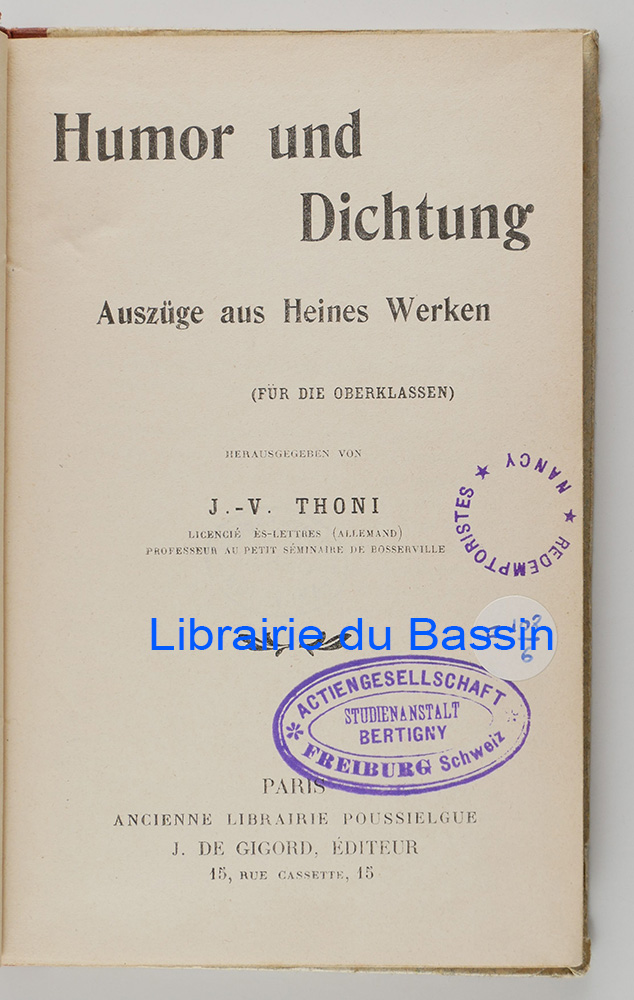 Humor und
Dichtung
Auszüge aus Heines Werken
(FÜR DIE OBERKLASSEN)
HERAUSGEGEBEN VON
J.-V. THONI
LICENCIÉ ÈS-LETTRES (ALLEMAND)
PROFESSEUR AU PETIT SÉMINAIRE DE BOSSERVILLE
REDEMPTORISTES ★ NANCY ★
Librairie du Bassin
152
6
ACTIENGESELLSCHAFT
STUDIENANSTALT
BERTIGNY
FREIBURG Schweiz
PARIS
ANCIENNE LIBRAIRIE POUSSIELGUE
J. DE GIGORD, ÉDITEUR
15, RUE CASSETTE, 15